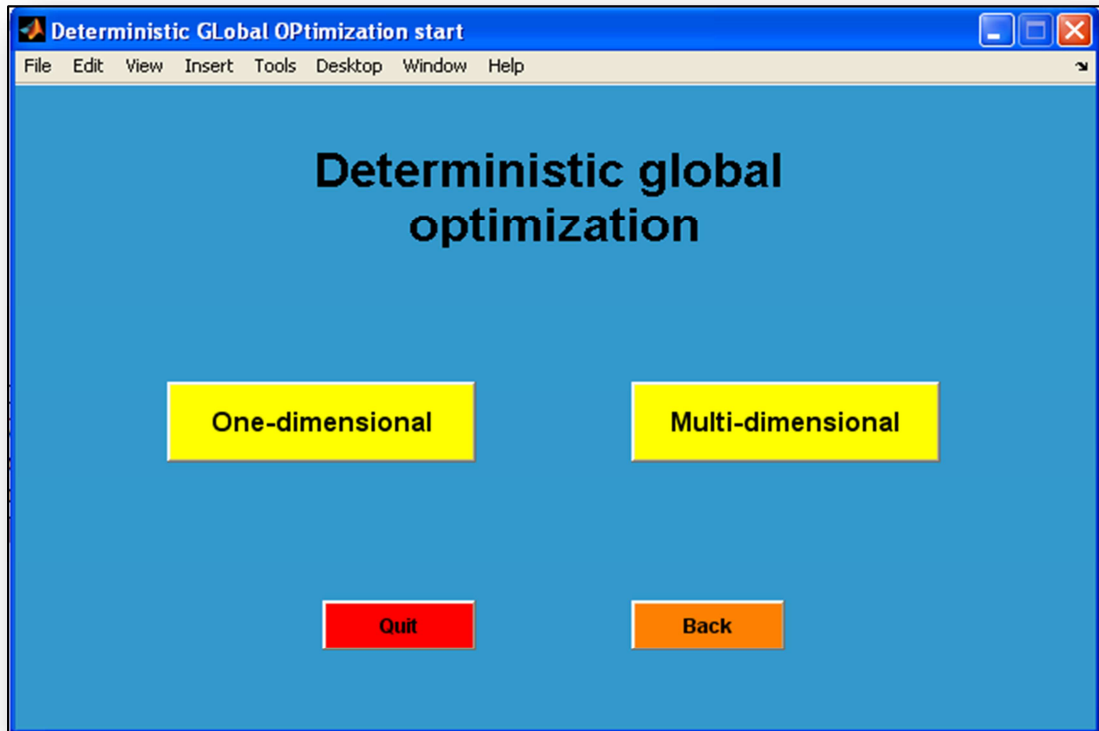 Deterministic GLobal OPtimization start
File Edit View Insert Tools Desktop Window Help
Deterministic global
optimization
One-dimensional Multi-dimensional
Quit Back